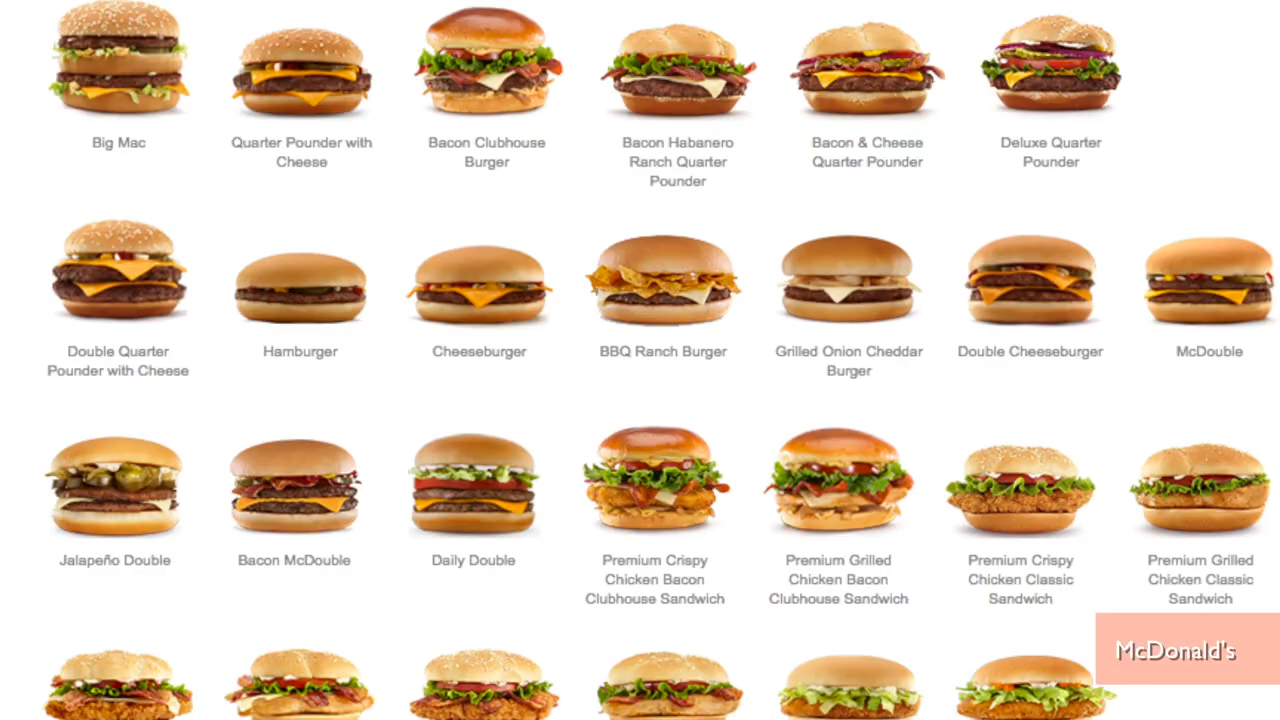 Big Mac
Quarter Pounder with
Cheese
Bacon Clubhouse
Burger
Bacon Habanero
Ranch Quarter
Pounder
Bacon & Cheese
Quarter Pounder
Deluxe Quarter
Pounder
Double Quarter
Pounder with Cheese
Hamburger
Cheeseburger
BBQ Ranch Burger
Grilled Onion Cheddar
Burger
Double Cheeseburger
McDouble
Jalapeño Double
Bacon McDouble
Daily Double
Premium Crispy
Chicken Bacon
Clubhouse Sandwich
Premium Grilled
Chicken Bacon
Clubhouse Sandwich
Premium Crispy
Chicken Classic
Sandwich
Premium Grilled
Chicken Classic
Sandwich
McDonald's